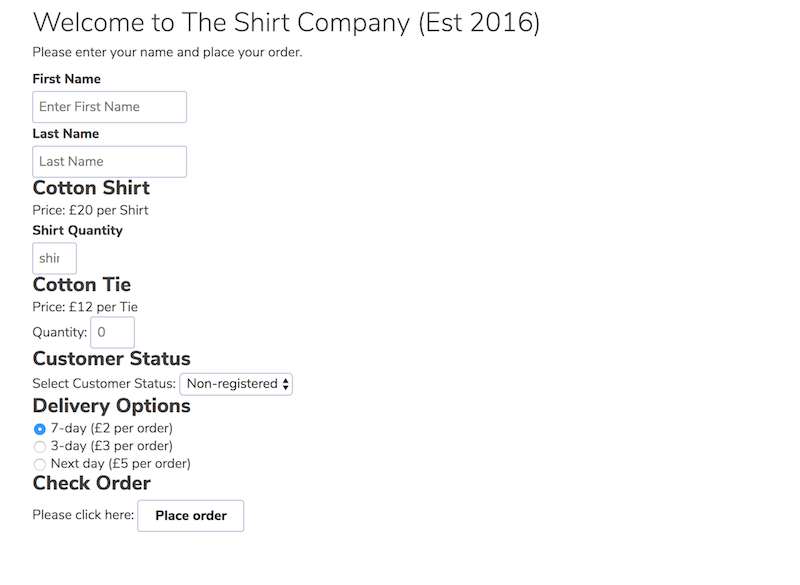 Welcome to The Shirt Company (Est 2016)
Please enter your name and place your order.
First Name
Enter First Name
Last Name
Last Name
Cotton Shirt
Price: £20 per Shirt
Shirt Quantity
shir
Cotton Tie
Price: £12 per Tie
Quantity: 0
Customer Status
Select Customer Status: Non-registered
Delivery Options
7-day (£2 per order)
3-day (£3 per order)
Next day (£5 per order)
Check Order
Please click here: Place order